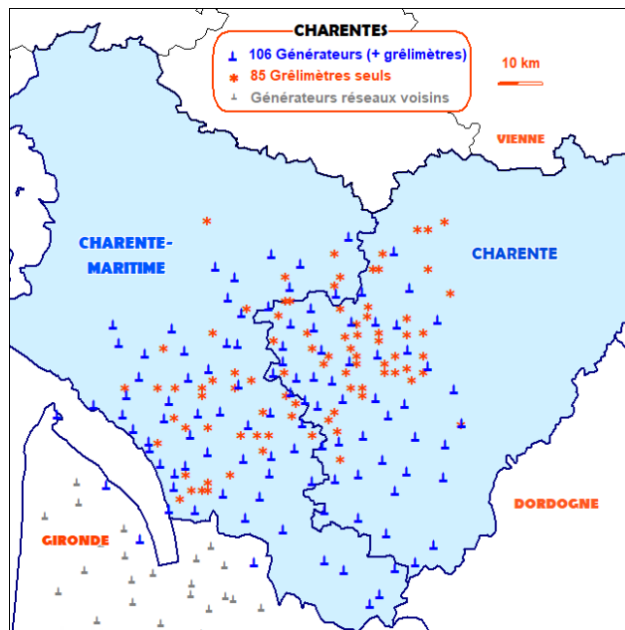 CHARENTES
106 Générateurs (+ grêlimètres)
85 Grêlimètres seuls
Générateurs réseaux voisins
10 km
VIENNE
CHARENTE-
MARITIME
CHARENTE
DORDOGNE
GIRONDE